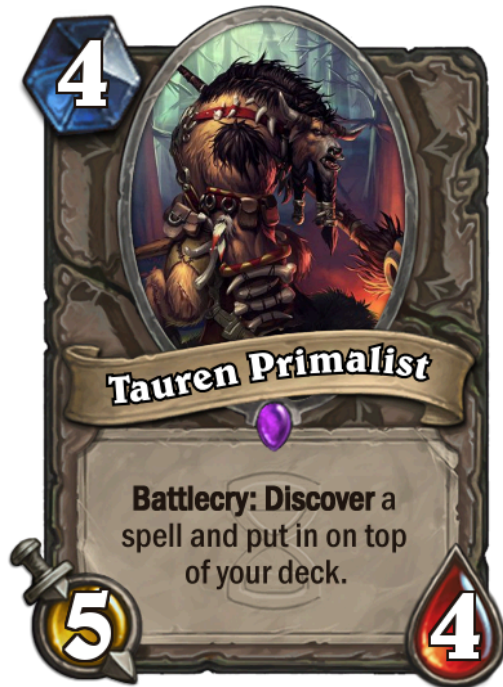 4
Tauren Primalist
Battlecry: Discover a
spell and put in on top
of your deck.
5
4